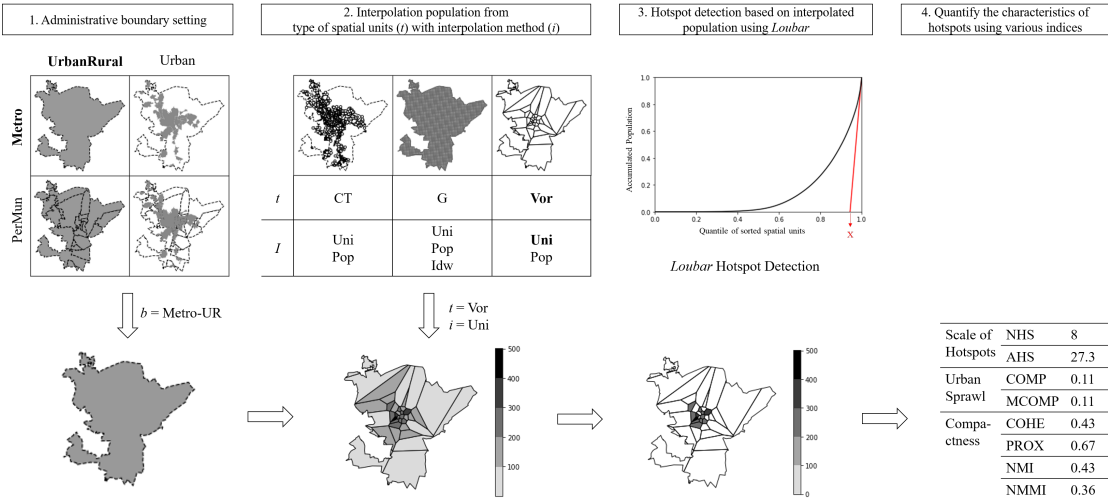 1. Administrative boundary setting
2. Interpolation population from
type of spatial units (t) with interpolation method (i)
3. Hotspot detection based on interpolated
population using Loubar
4. Quantify the characteristics of
hotspots using various indices
UrbanRural Urban
Metro
PerMun
t CT G Vor
I
Uni Uni Uni
Pop Pop Pop
Idw
Accumulated Population
1.0
0.8
0.6
0.4
0.2
0.0
0.0 0.2 0.4 0.6 0.8 1.0
Quantile of sorted spatial units
X
Loubar Hotspot Detection
b = Metro-UR
t = Vor
i = Uni
500
400
300
200
100
500
400
300
200
100
0
Scale of Hotspots NHS 8
AHS 27.3
Urban Sprawl COMP 0.11
MCOMP 0.11
Compa-ctness COHE 0.43
PROX 0.67
NMI 0.43
NMMI 0.36